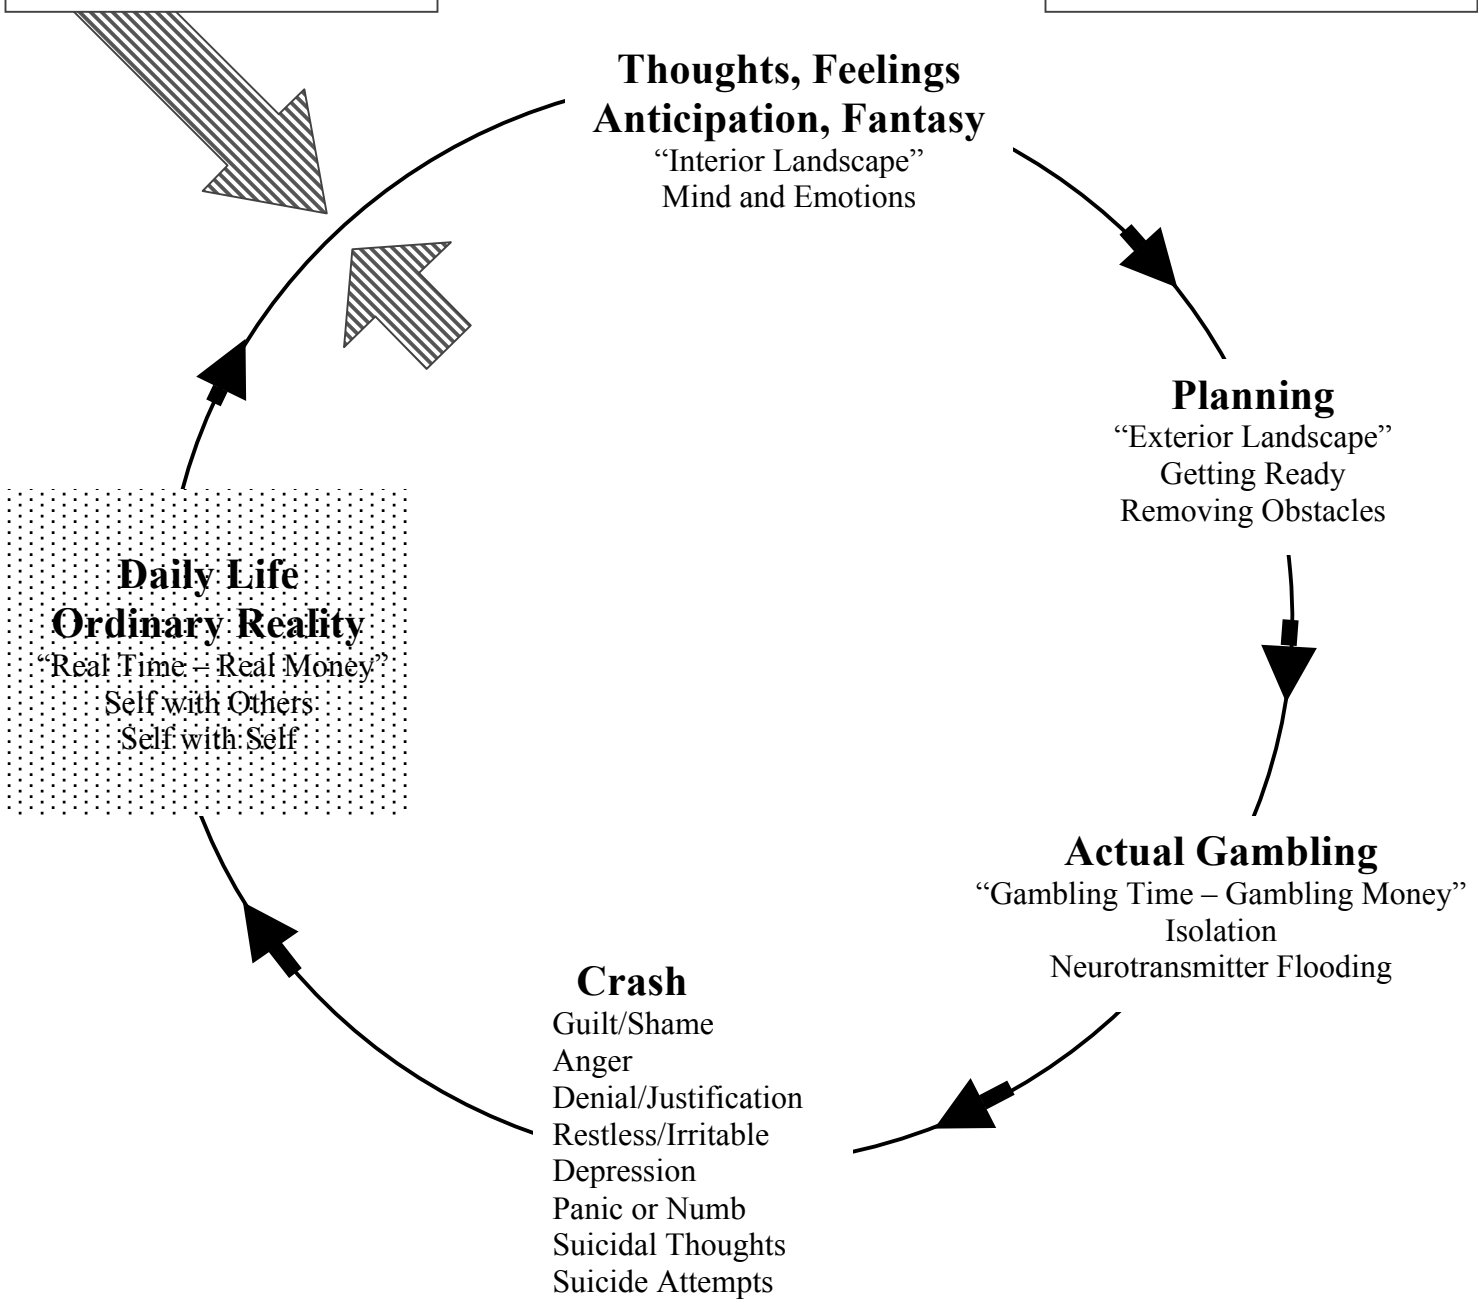 Thoughts, Feelings
Anticipation, Fantasy
“Interior Landscape”
Mind and Emotions
Planning
“Exterior Landscape”
Getting Ready
Removing Obstacles
Daily Life
Ordinary Reality
“Real Time – Real Money”
Self with Others
Self with Self
Actual Gambling
“Gambling Time – Gambling Money”
Isolation
Neurotransmitter Flooding
Crash
Guilt/Shame
Anger
Denial/Justification
Restless/Irritable
Depression
Panic or Numb
Suicidal Thoughts
Suicide Attempts